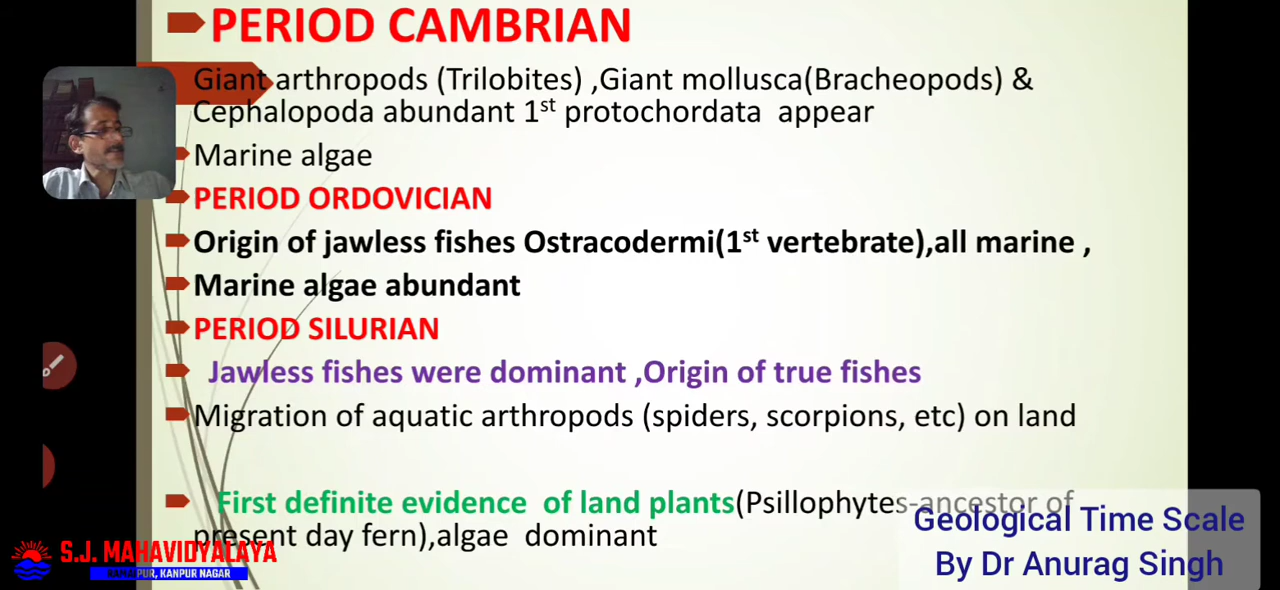 PERIOD CAMBRIAN
Giant arthropods (Trilobites) ,Giant mollusca(Bracheopods) &
Cephalopoda abundant 1st protochordata appear
Marine algae
PERIOD ORDOVICIAN
Origin of jawless fishes Ostracodermi(1st vertebrate),all marine ,
Marine algae abundant
PERIOD SILURIAN
Jawless fishes were dominant ,Origin of true fishes
Migration of aquatic arthropods (spiders, scorpions, etc) on land
First definite evidence of land plants(Psillophytes-ancestor of
present day fern),algae dominant
Geological Time Scale
By Dr Anurag Singh
S.J. MAHAVIDYALAYA
RAMAIPUR, KANPUR NAGAR